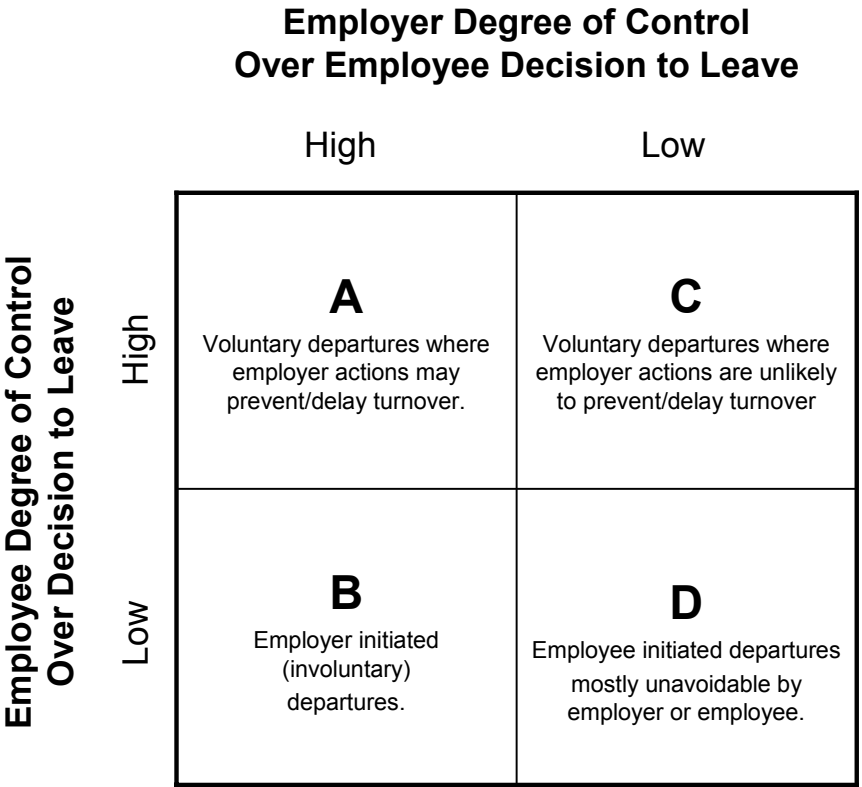 Employer Degree of Control
Over Employee Decision to Leave
High
Low
Employee Degree of Control
Over Decision to Leave
High
A
Voluntary departures where
employer actions may
prevent/delay turnover.
C
Voluntary departures where
employer actions are unlikely
to prevent/delay turnover
Low
B
Employer initiated
(involuntary)
departures.
D
Employee initiated departures
mostly unavoidable by
employer or employee.